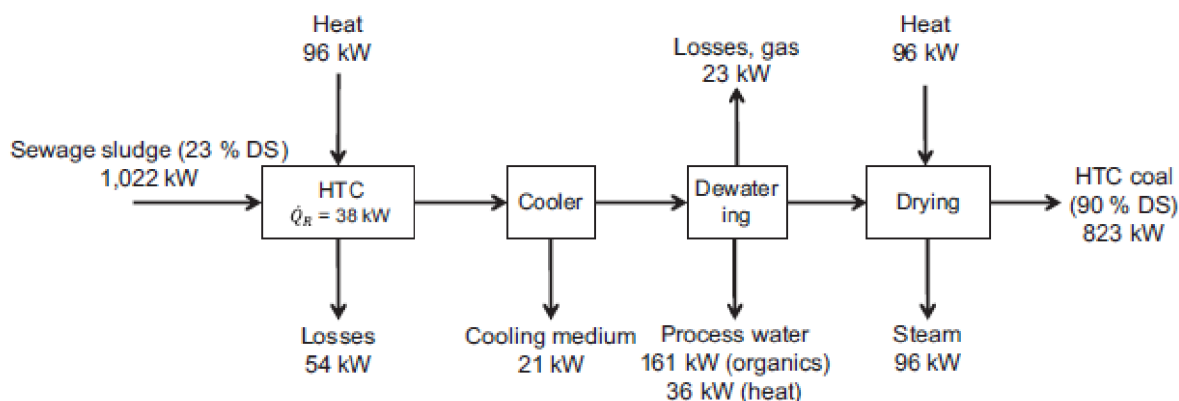 Heat
96 kW
Losses, gas
23 kW
Heat
96 kW
Sewage sludge (23 % DS)
1,022 kW
HTC
Q̇_R = 38 kW
Cooler
Dewater
ing
Drying
HTC coal
(90 % DS)
823 kW
Losses
54 kW
Cooling medium
21 kW
Process water
161 kW (organics)
36 kW (heat)
Steam
96 kW